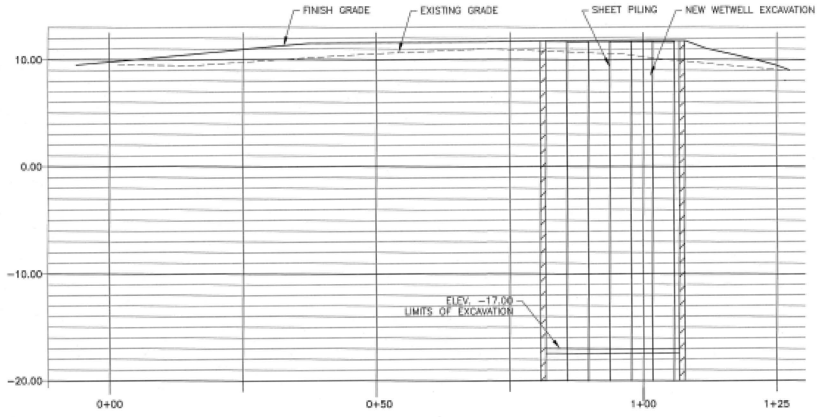 FINISH GRADE
EXISTING GRADE
SHEET PILING
NEW WETWELL EXCAVATION
10.00
0.00
-10.00
ELEV. -17.00
LIMITS OF EXCAVATION
-20.00
0+00
0+50
1+00
1+25